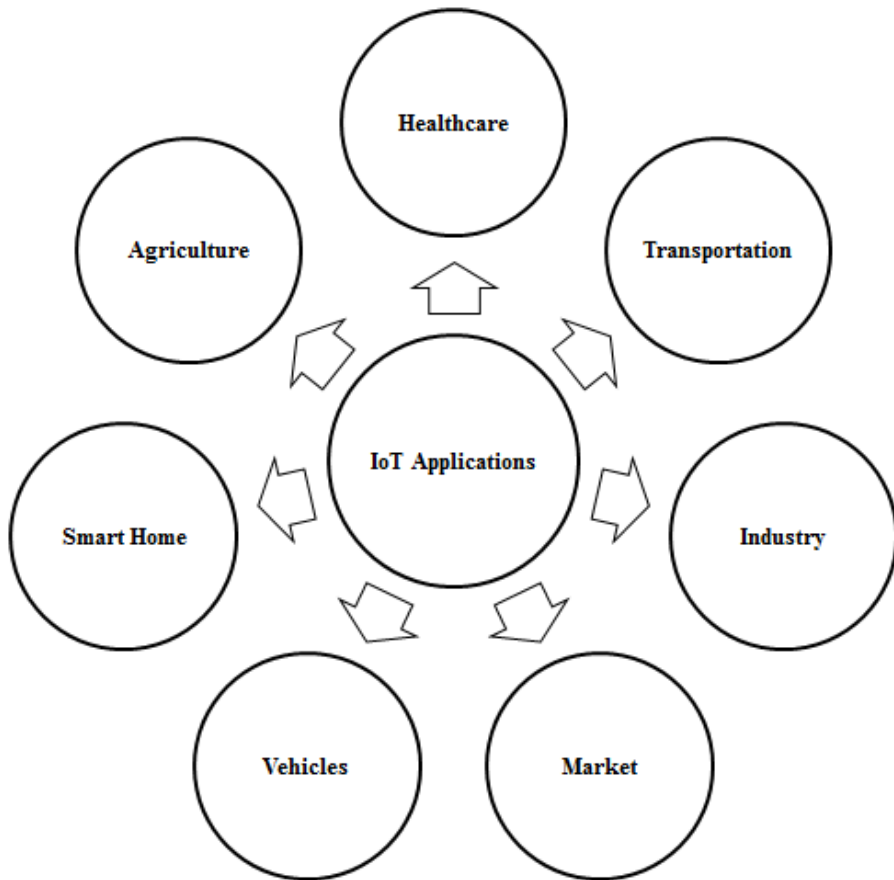 Healthcare
Agriculture
Transportation
IoT Applications
Smart Home
Industry
Vehicles
Market